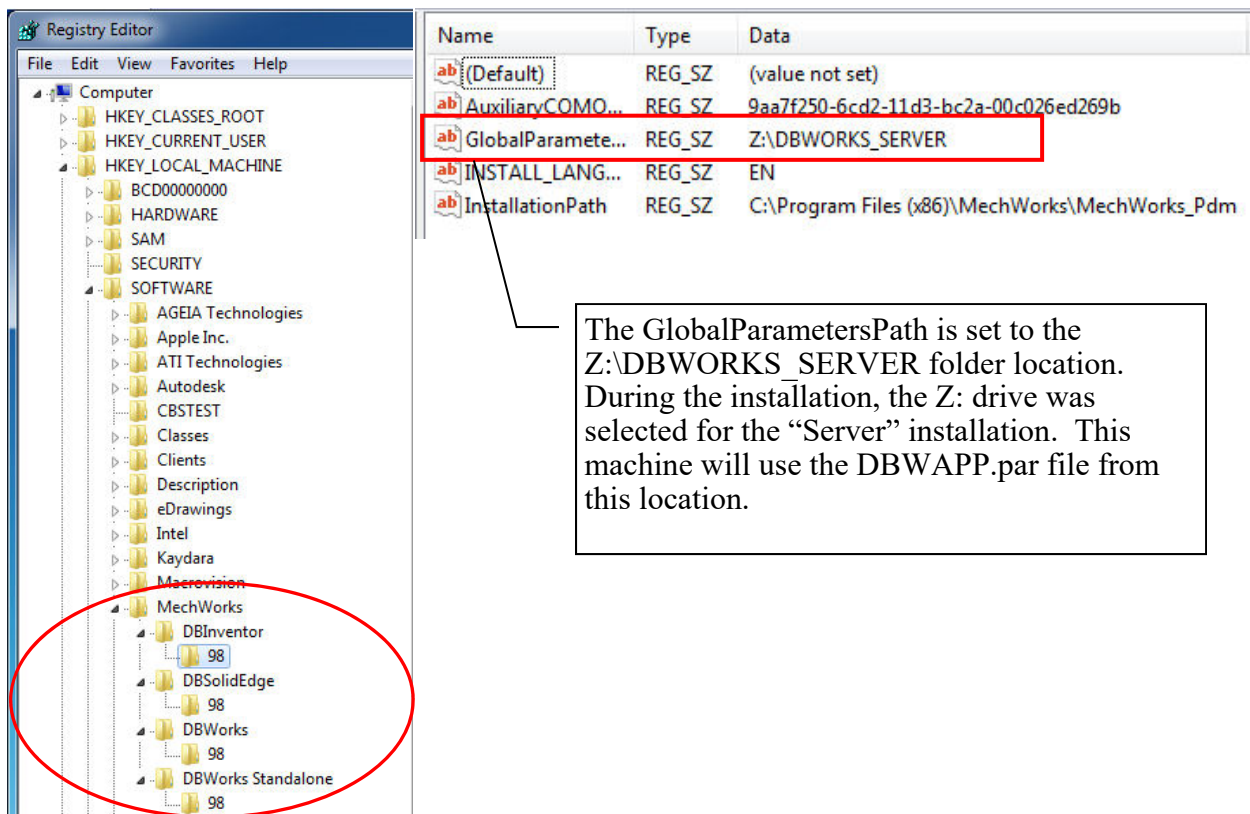 Registry Editor
File Edit View Favorites Help
Computer
HKEY_CLASSES_ROOT
HKEY_CURRENT_USER
HKEY_LOCAL_MACHINE
BCD00000000
HARDWARE
SAM
SECURITY
SOFTWARE
AGEIA Technologies
Apple Inc.
ATI Technologies
Autodesk
CBSTEST
Classes
Clients
Description
eDrawings
Intel
Kaydara
Macrovision
MechWorks
DBInventor
98
DBSolidEdge
98
DBWorks
98
DBWorks Standalone
98
Name Type Data
(Default) REG_SZ (value not set)
AuxiliaryCOMO... REG_SZ 9aa7f250-6cd2-11d3-bc2a-00c026ed269b
GlobalParamete... REG_SZ Z:\DBWORKS_SERVER
INSTALL_LANG... REG_SZ EN
InstallationPath REG_SZ C:\Program Files (x86)\MechWorks\MechWorks_Pdm
The GlobalParametersPath is set to the
Z:\DBWORKS_SERVER folder location.
During the installation, the Z: drive was
selected for the “Server” installation. This
machine will use the DBWAPP.par file from
this location.